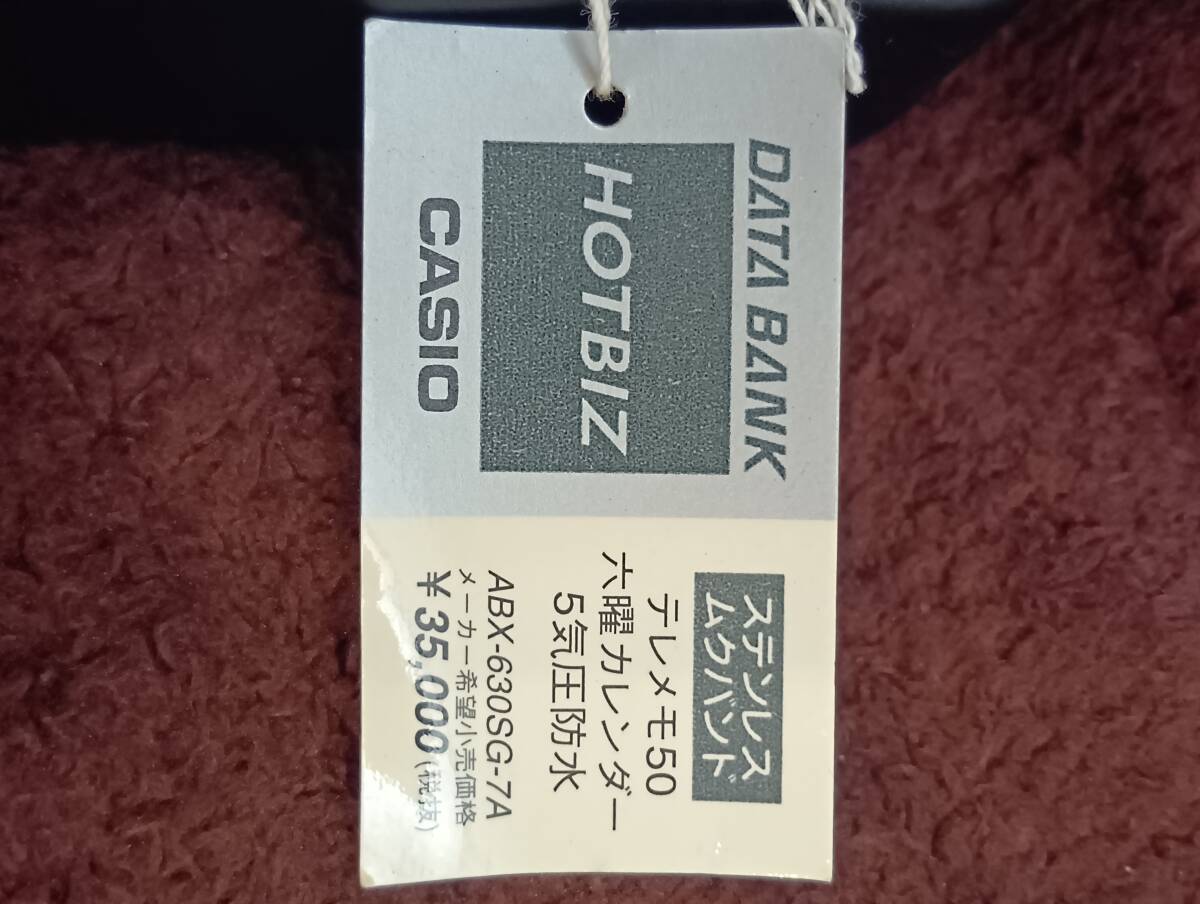 DATA BANK
HOTBIZ
CASIO
ステンレス
ムクバンド
テレメモ50
六曜カレンダー
5気圧防水
ABX-630SG-7A
メーカー希望小売価格
¥35,000(税抜)